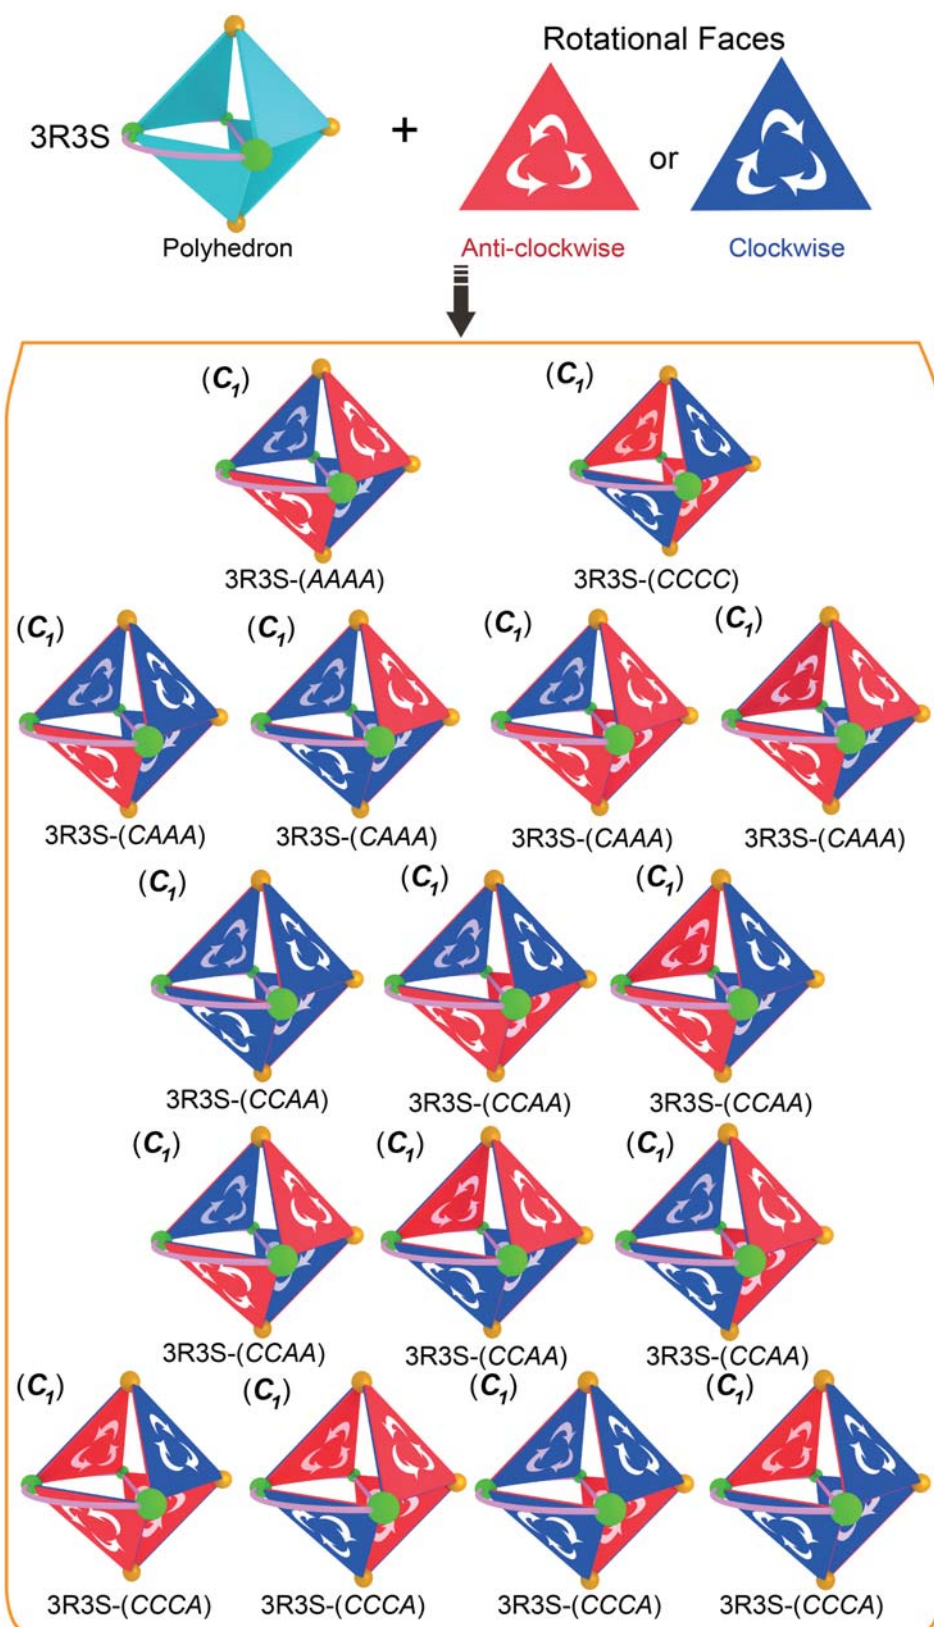 Rotational Faces
3R3S + or
Polyhedron Anti-clockwise Clockwise
(C₁) (C₁)
3R3S-(AAAA) 3R3S-(CCCC)
(C₁) (C₁) (C₁) (C₁)
3R3S-(CAAA) 3R3S-(CAAA) 3R3S-(CAAA) 3R3S-(CAAA)
(C₁) (C₁) (C₁)
3R3S-(CCAA) 3R3S-(CCAA) 3R3S-(CCAA)
(C₁) (C₁) (C₁)
3R3S-(CCAA) 3R3S-(CCAA) 3R3S-(CCAA)
(C₁) (C₁) (C₁) (C₁)
3R3S-(CCCA) 3R3S-(CCCA) 3R3S-(CCCA) 3R3S-(CCCA)